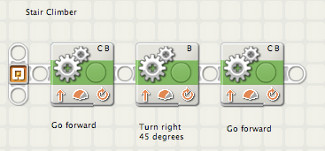 Stair Climber
C B
B
C B
Go forward
Turn right
45 degrees
Go forward